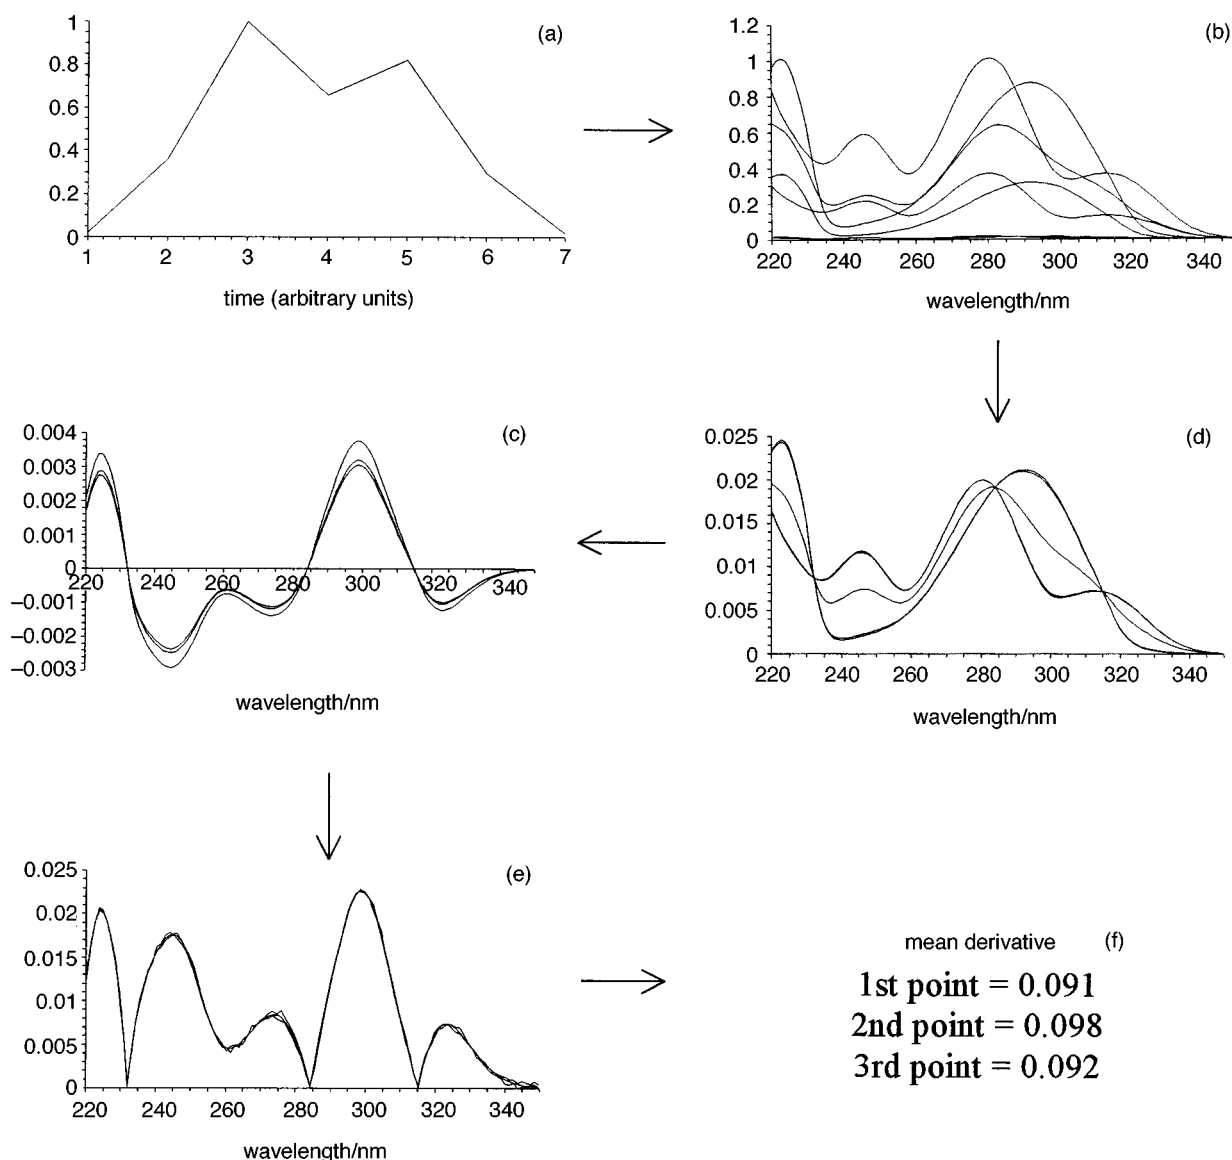 (a)
1
0.8
0.6
0.4
0.2
0
1 2 3 4 5 6 7
time (arbitrary units)
(b)
1.2
1
0.8
0.6
0.4
0.2
0
220 240 260 280 300 320 340
wavelength/nm
(c)
0.004
0.003
0.002
0.001
0
220 240 260 280 300 320 340
−0.001
−0.002
−0.003
wavelength/nm
(d)
0.025
0.02
0.015
0.01
0.005
0
220 240 260 280 300 320 340
wavelength/nm
(e)
0.025
0.02
0.015
0.01
0.005
0
220 240 260 280 300 320 340
wavelength/nm
mean derivative (f)
1st point = 0.091
2nd point = 0.098
3rd point = 0.092